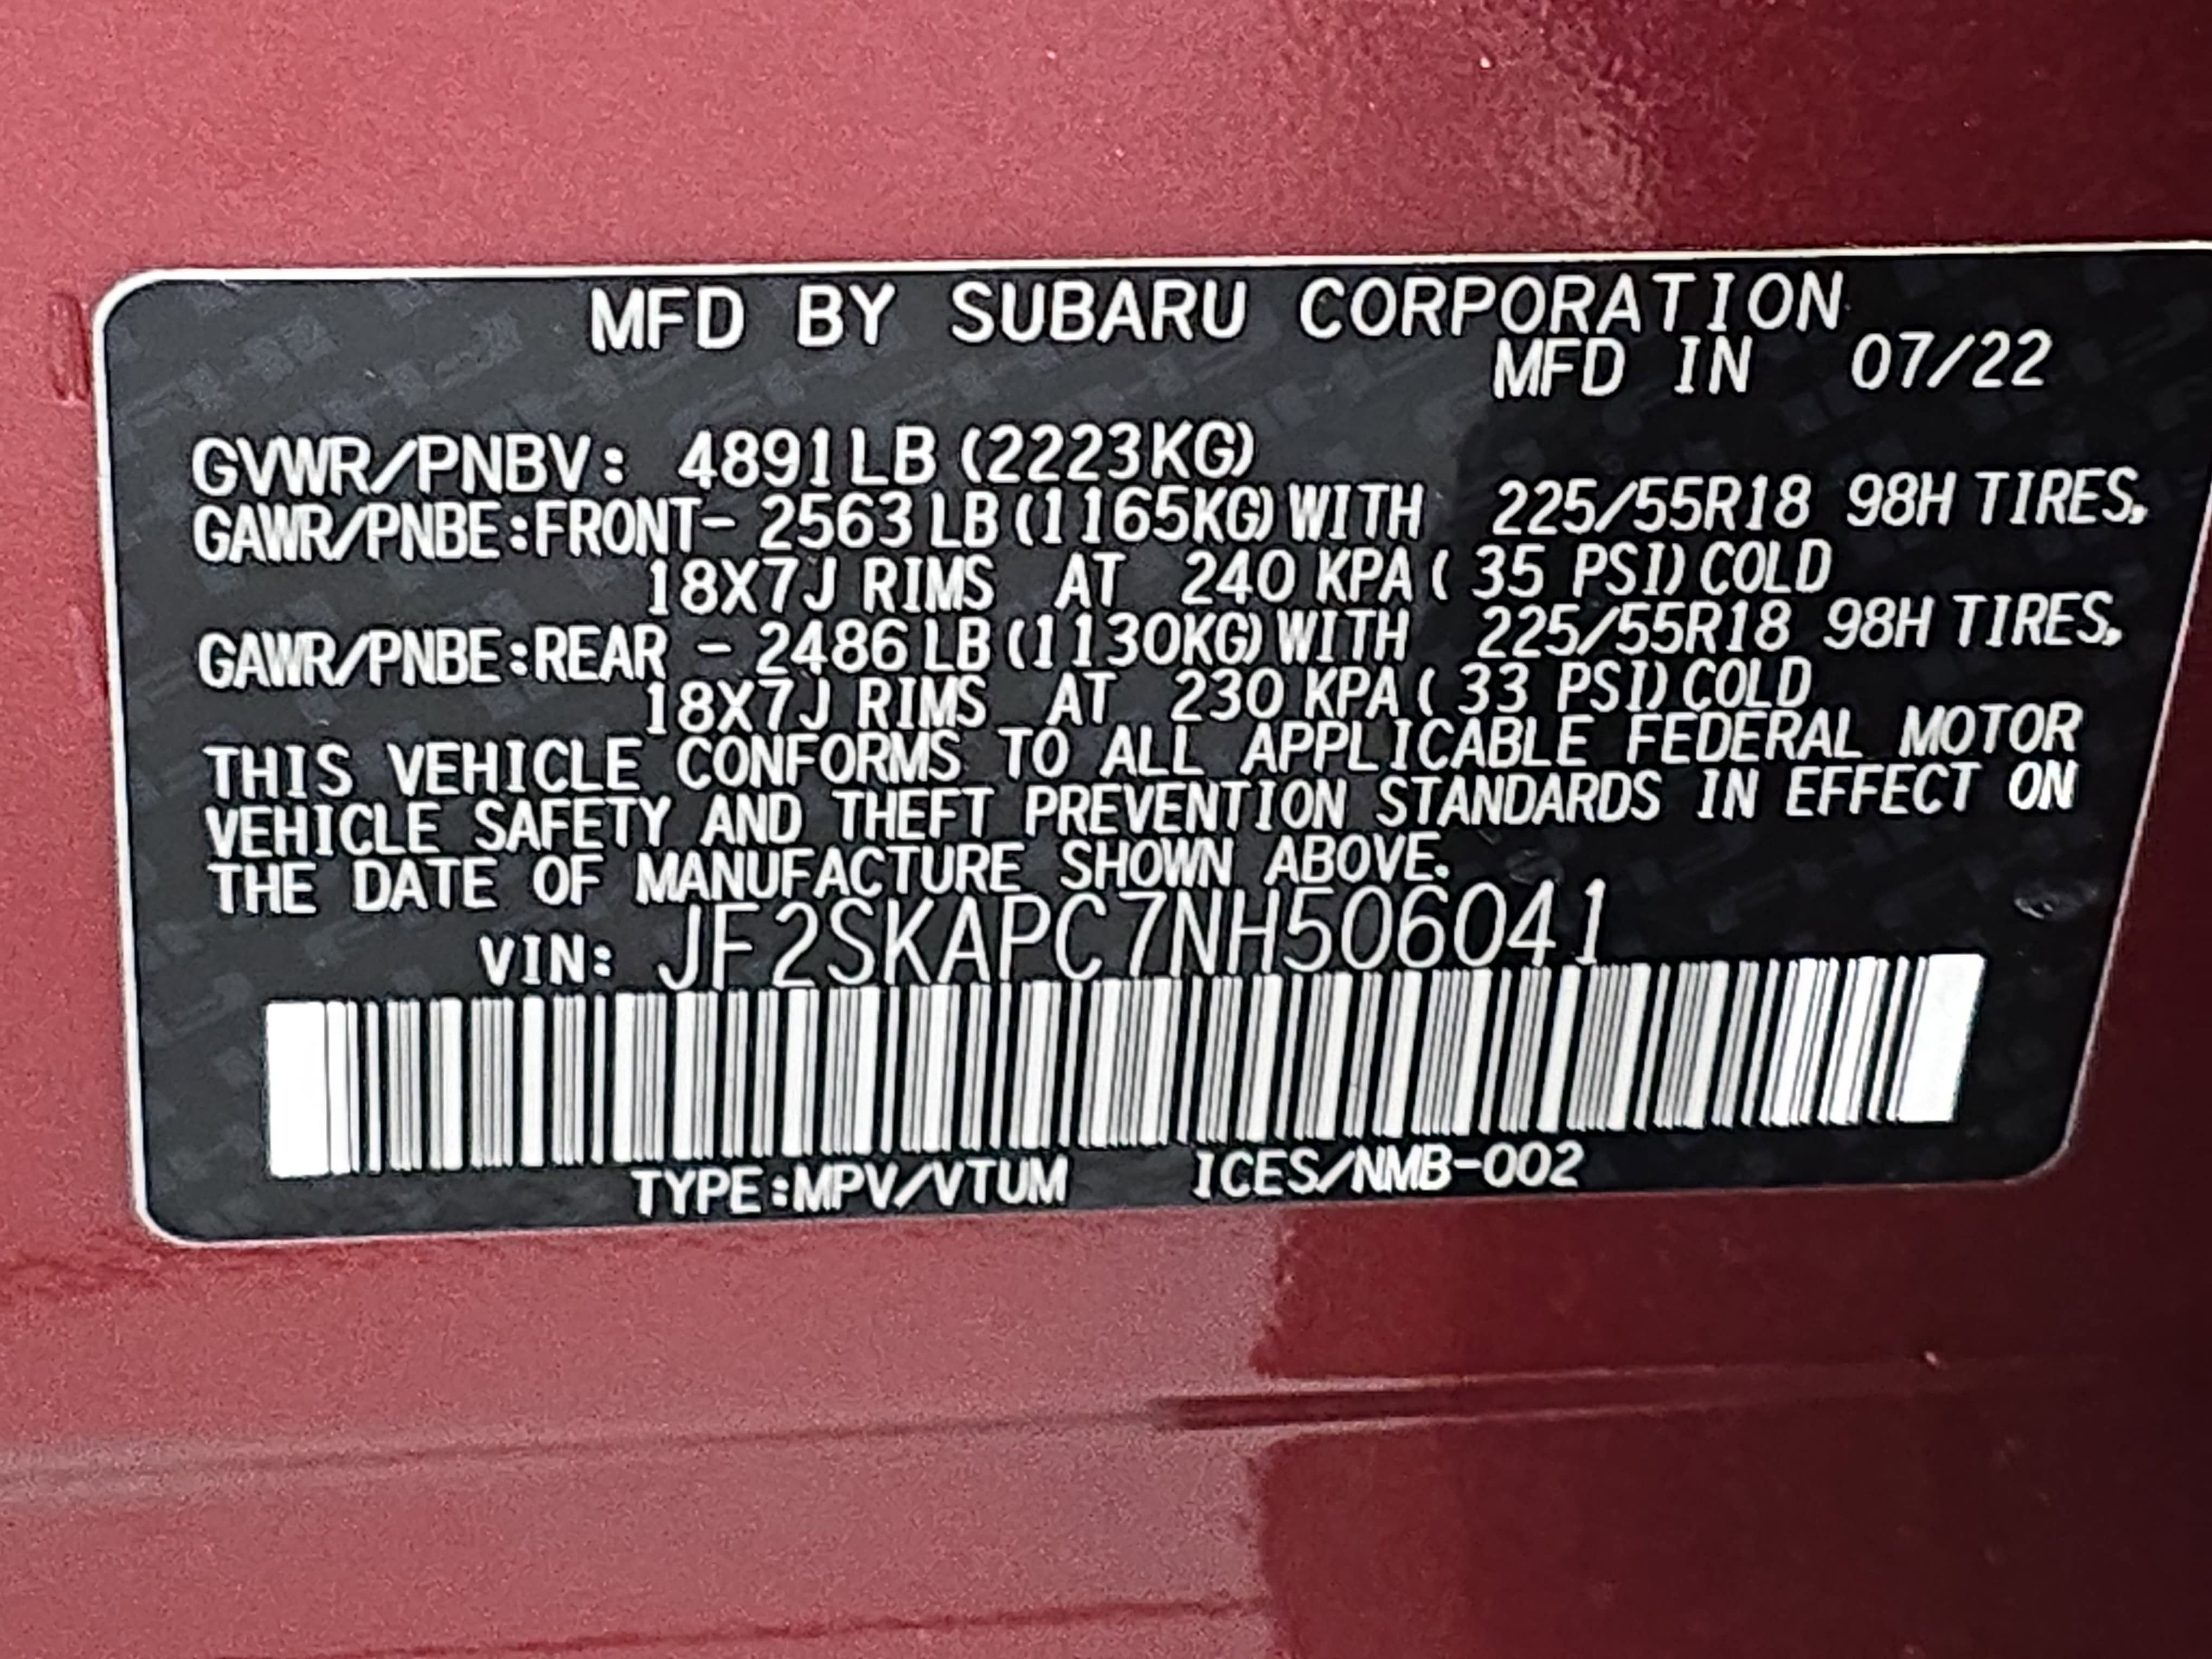 MFD BY SUBARU CORPORATION
MFD IN 07/22
GVWR/PNBV: 4891LB (2223KG)
GAWR/PNBE:FRONT- 2563 LB (1165KG) WITH 225/55R18 98H TIRES,
18X7J RIMS AT 240 KPA ( 35 PSI) COLD
GAWR/PNBE:REAR - 2486 LB (1130KG) WITH 225/55R18 98H TIRES,
18X7J RIMS AT 230 KPA ( 33 PSI) COLD
THIS VEHICLE CONFORMS TO ALL APPLICABLE FEDERAL MOTOR
VEHICLE SAFETY AND THEFT PREVENTION STANDARDS IN EFFECT ON
THE DATE OF MANUFACTURE SHOWN ABOVE.
VIN: JF2SKAPC7NH506041
TYPE:MPV/VTUM ICES/NMB-002